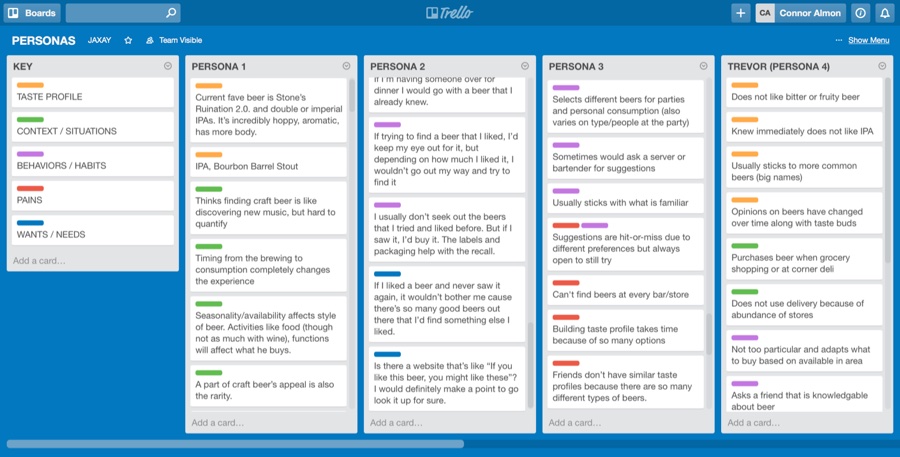 Boards
Trello
+
CA
Connor Almon
PERSONAS
JAXAY
Team Visible
... Show Menu
KEY
TASTE PROFILE
CONTEXT / SITUATIONS
BEHAVIORS / HABITS
PAINS
WANTS / NEEDS
Add a card...
PERSONA 1
Current fave beer is Stone's
Ruination 2.0. and double or imperial
IPAs. It's incredibly hoppy, aromatic,
has more body.
IPA, Bourbon Barrel Stout
Thinks finding craft beer is like
discovering new music, but hard to
quantify
Timing from the brewing to
consumption completely changes
the experience
Seasonality/availability affects style
of beer. Activities like food (though
not as much with wine), functions
will affect what he buys.
A part of craft beer's appeal is also
the rarity.
Add a card...
PERSONA 2
If I'm having someone over for
dinner I would go with a beer that I
already knew.
If trying to find a beer that I liked, I'd
keep my eye out for it, but
depending on how much I liked it, I
wouldn't go out my way and try to
find it
I usually don't seek out the beers
that I tried and liked before. But if I
saw it, I'd buy it. The labels and
packaging help with the recall.
If I liked a beer and never saw it
again, it wouldn't bother me cause
there's so many good beers out
there that I'd find something else I
liked.
Is there a website that's like "If you
like this beer, you might like these"?
I would definitely make a point to go
look it up for sure.
Add a card...
PERSONA 3
Selects different beers for parties
and personal consumption (also
varies on type/people at the party)
Sometimes would ask a server or
bartender for suggestions
Usually sticks with what is familiar
Suggestions are hit-or-miss due to
different preferences but always
open to still try
Can't find beers at every bar/store
Building taste profile takes time
because of so many options
Friends don't have similar taste
profiles because there are so many
different types of beers.
Add a card...
TREVOR (PERSONA 4)
Does not like bitter or fruity beer
Knew immediately does not like IPA
Usually sticks to more common
beers (big names)
Opinions on beers have changed
over time along with taste buds
Purchases beer when grocery
shopping or at corner deli
Does not use delivery because of
abundance of stores
Not too particular and adapts what
to buy based on available in area
Asks a friend that is knowledgable
about beer
Add a card...